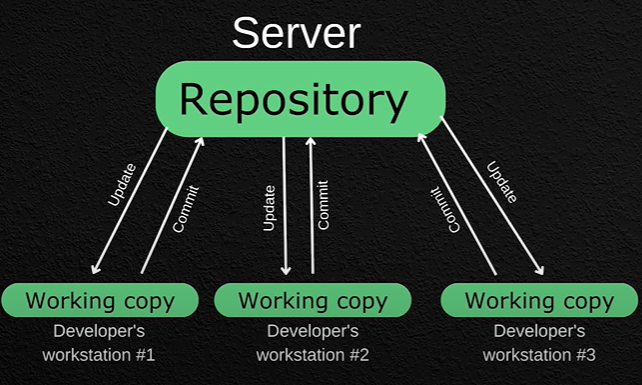 Server
Repository
Update
Commit
Update
Commit
Commit
Update
Working copy
Working copy
Working copy
Developer's
workstation #1
Developer's
workstation #2
Developer's
workstation #3